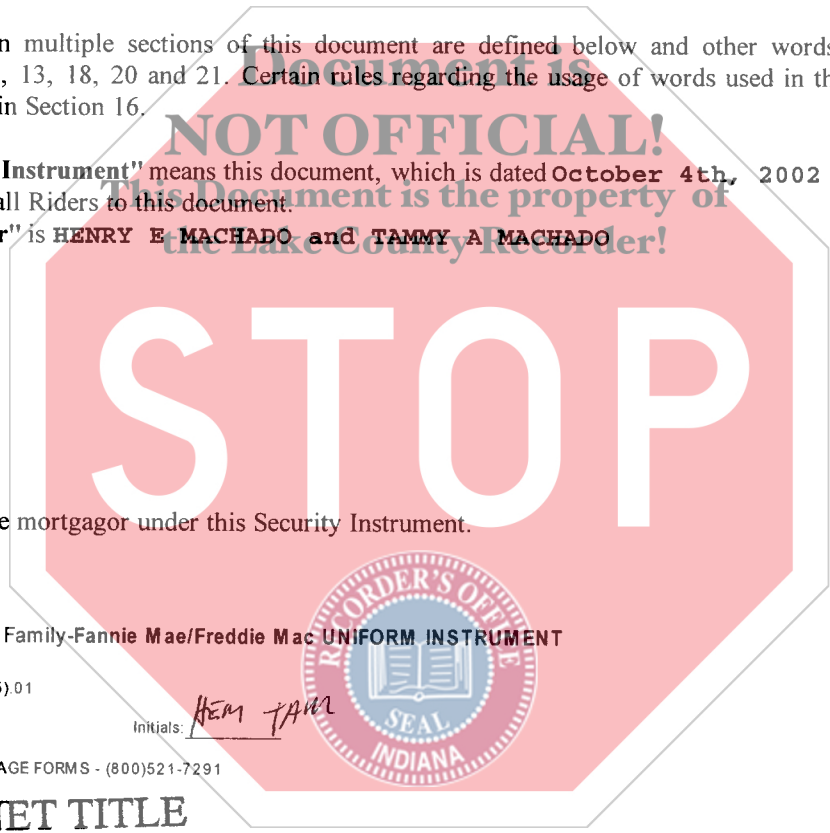 n multiple sections of this document are defined below and other words
, 13, 18, 20 and 21. Certain rules regarding the usage of words used in th
in Section 16.
Document is
NOT OFFICIAL!
This Document is the property of
the Lake County Recorder!
Instrument" means this document, which is dated October 4th, 2002
all Riders to this document.
r" is HENRY E MACHADO and TAMMY A MACHADO
STOP
e mortgagor under this Security Instrument.
RECORDER'S OFFICE
SEAL
INDIANA
Family-Fannie Mae/Freddie Mac UNIFORM INSTRUMENT
).01
Initials: HEM TAM
AGE FORMS - (800)521-7291
ET TITLE